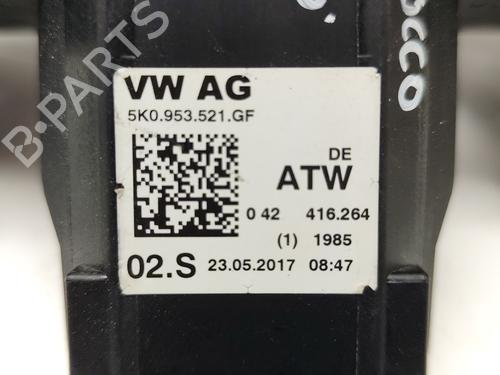 VW AG
5K0.953.521.GF
DE
ATW
0 42 416.264
(1) 1985
02.S 23.05.2017 08:47
B-PARTS